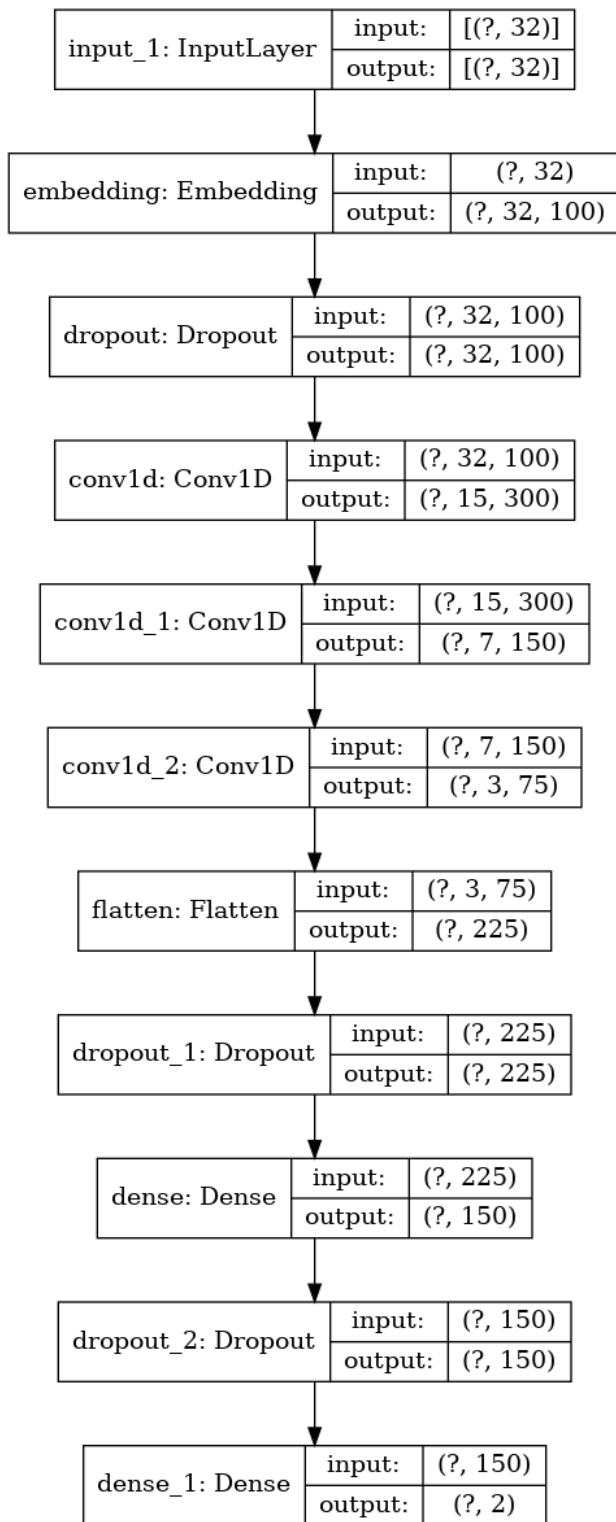 input_1: InputLayer
input: [(?, 32)]
output: [(?, 32)]
embedding: Embedding
input: (?, 32)
output: (?, 32, 100)
dropout: Dropout
input: (?, 32, 100)
output: (?, 32, 100)
conv1d: Conv1D
input: (?, 32, 100)
output: (?, 15, 300)
conv1d_1: Conv1D
input: (?, 15, 300)
output: (?, 7, 150)
conv1d_2: Conv1D
input: (?, 7, 150)
output: (?, 3, 75)
flatten: Flatten
input: (?, 3, 75)
output: (?, 225)
dropout_1: Dropout
input: (?, 225)
output: (?, 225)
dense: Dense
input: (?, 225)
output: (?, 150)
dropout_2: Dropout
input: (?, 150)
output: (?, 150)
dense_1: Dense
input: (?, 150)
output: (?, 2)